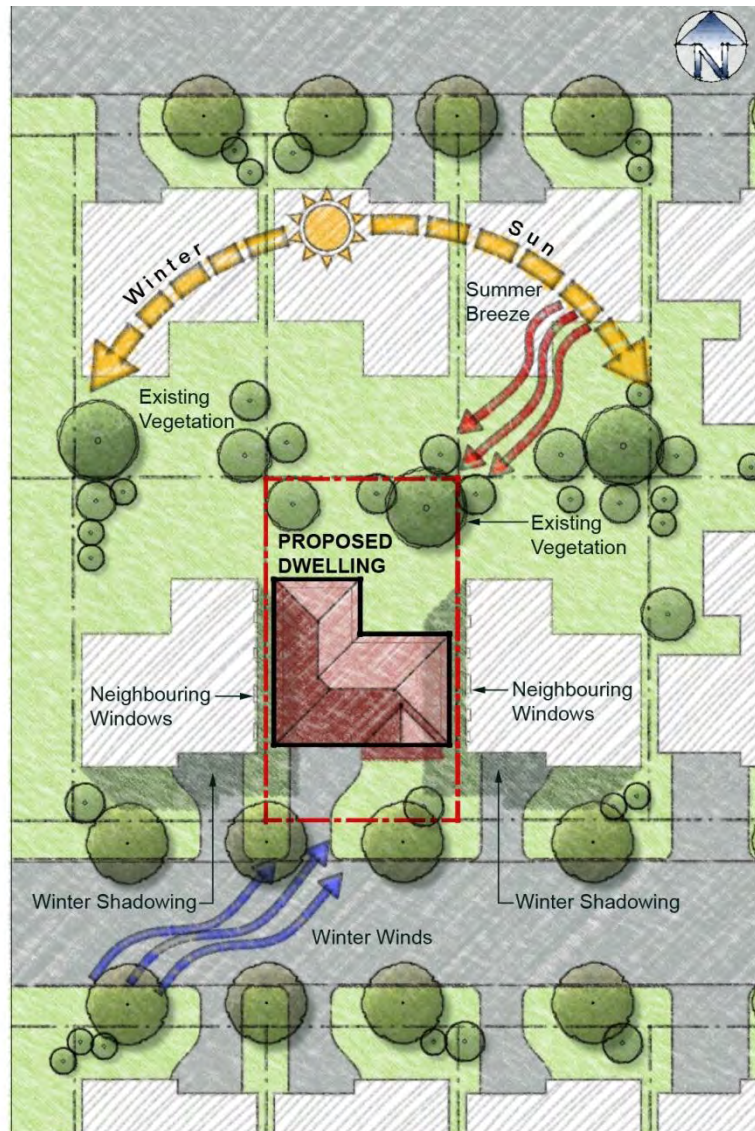 N
Winter
Sun
Summer
Breeze
Existing
Vegetation
Existing
Vegetation
PROPOSED
DWELLING
Neighbouring
Windows
Neighbouring
Windows
Winter Shadowing
Winter Shadowing
Winter Winds